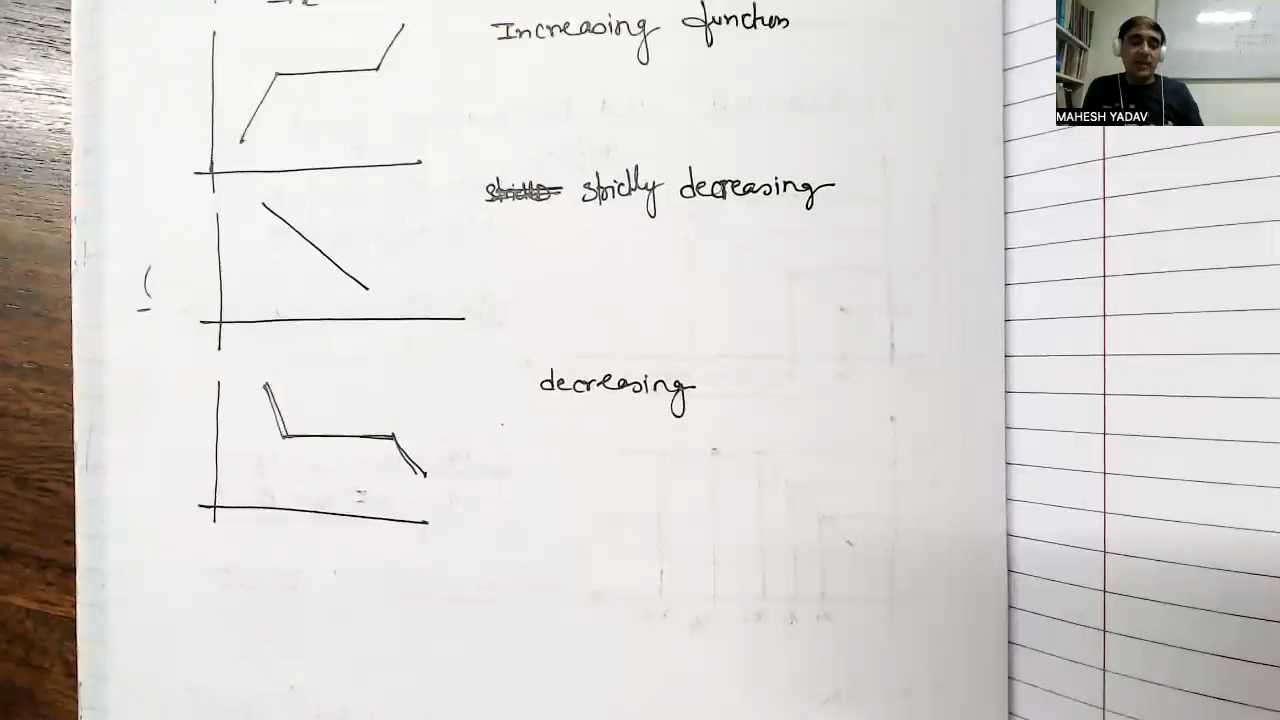 Increasing function
strictly decreasing
decreasing
MAHESH YADAV